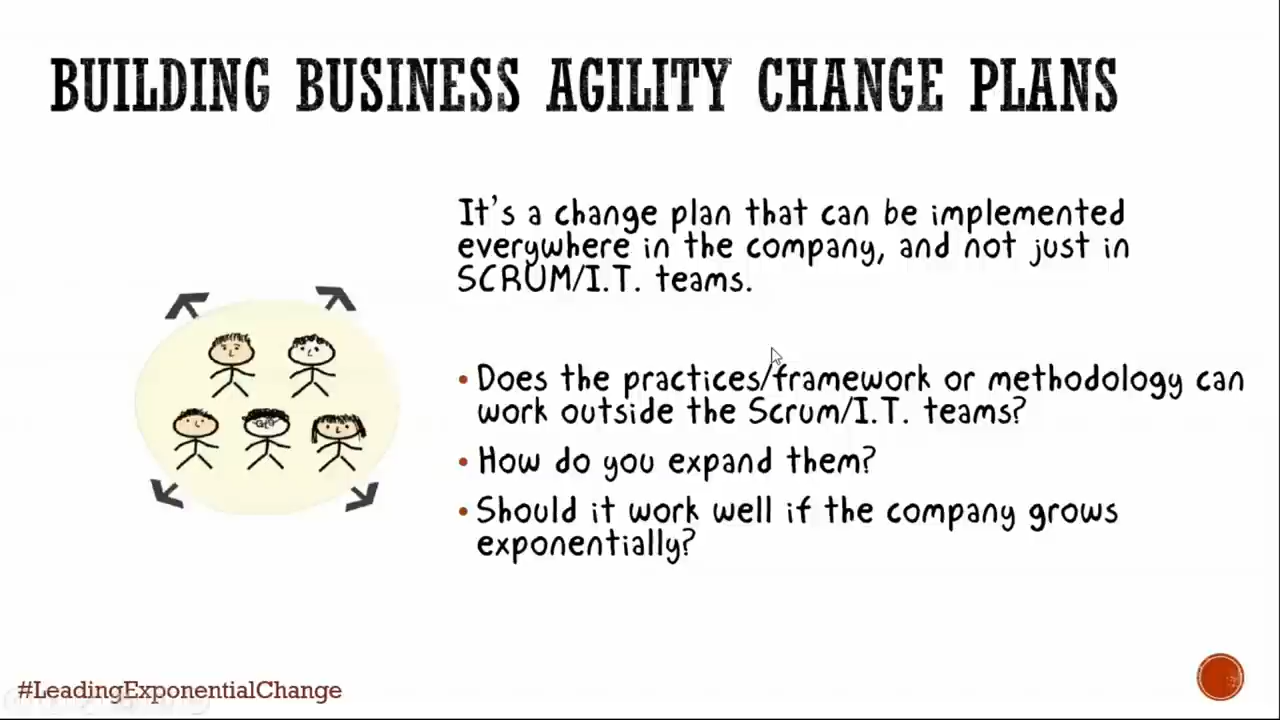 BUILDING BUSINESS AGILITY CHANGE PLANS
It's a change plan that can be implemented
everywhere in the company, and not just in
SCRUM/I.T. teams.
• Does the practices/framework or methodology can
work outside the Scrum/I.T. teams?
• How do you expand them?
• Should it work well if the company grows
exponentially?
#LeadingExponentialChange